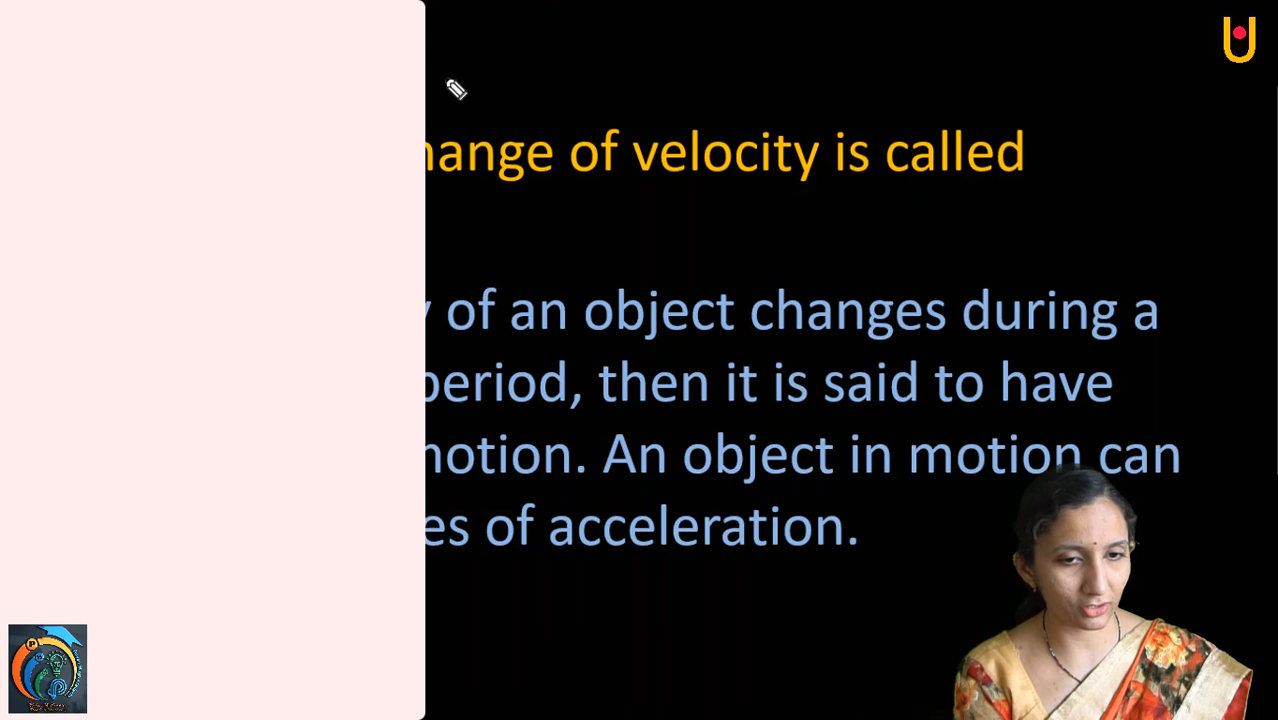 hange of velocity is called
of an object changes during a
period, then it is said to have
motion. An object in motion can
es of acceleration.